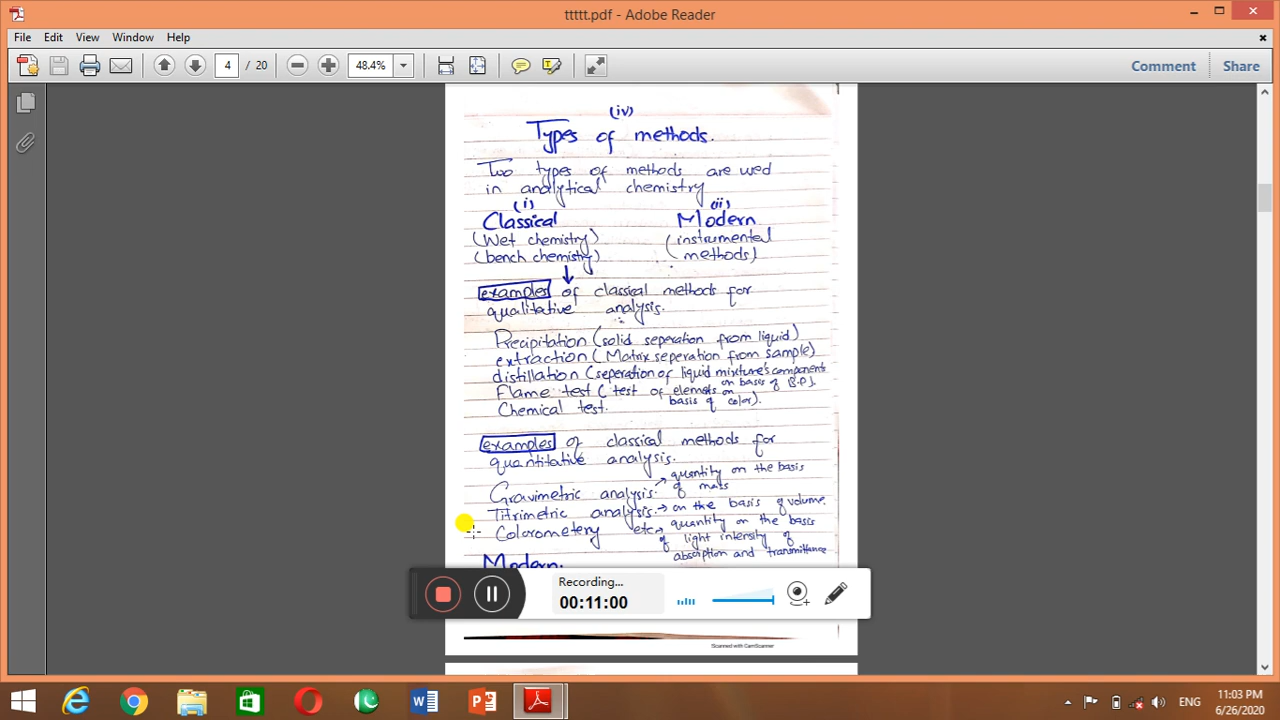 ttttt.pdf - Adobe Reader
File Edit View Window Help
4 / 20 48.4% Comment Share
(iv)
Types of methods.
Two types of methods are used
in analytical chemistry
(i) (ii)
Classical Modern
(Wet chemistry) (instrumental
(bench chemistry) methods)
examples of classical methods for
qualitative analysis.
Precipitation (solid seperation from liquid)
extraction (Matrix seperation from sample)
distillation (seperation of liquid mixture's components
on basis of B.P).
Flame test ( test of elements on
basis of color).
Chemical test.
examples of classical methods for
quantitative analysis.
Gravimetric analysis. → quantity on the basis
of mass
Titrimetric analysis. → on the basis of volume.
Colorometery etc → quantity on the basis
of light intensity of
absorption and transmittance
Modern.
Recording...
00:11:00
Scanned with CamScanner
ENG
11:03 PM
6/26/2020